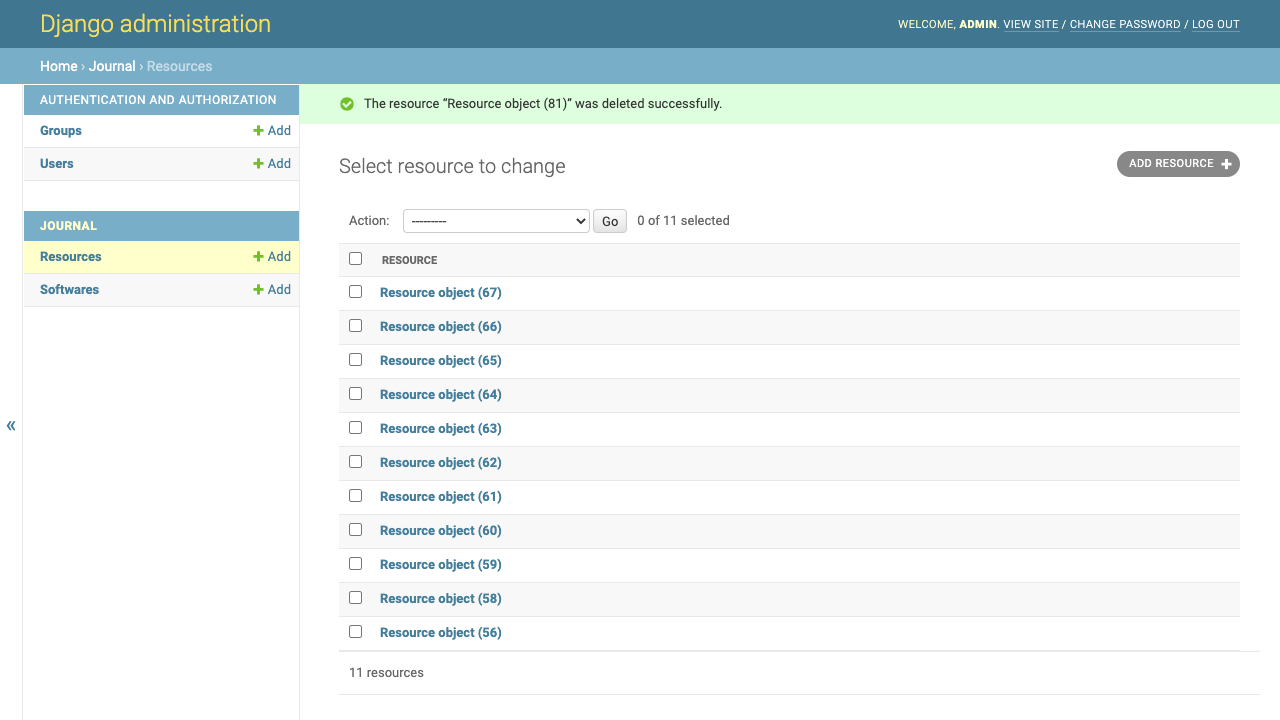 Django administration
WELCOME, ADMIN. VIEW SITE / CHANGE PASSWORD / LOG OUT
Home › Journal › Resources
AUTHENTICATION AND AUTHORIZATION
Groups Add
Users Add
JOURNAL
Resources Add
Softwares Add
«
The resource “Resource object (81)” was deleted successfully.
Select resource to change
ADD RESOURCE
Action: --------- Go 0 of 11 selected
RESOURCE
Resource object (67)
Resource object (66)
Resource object (65)
Resource object (64)
Resource object (63)
Resource object (62)
Resource object (61)
Resource object (60)
Resource object (59)
Resource object (58)
Resource object (56)
11 resources